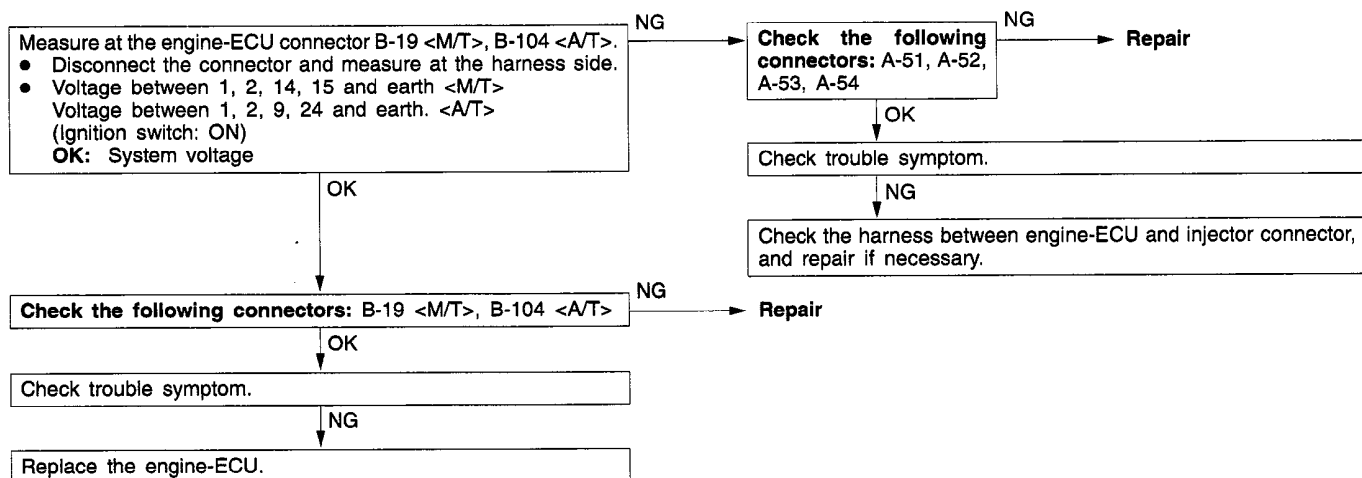 Measure at the engine-ECU connector B-19 <M/T>, B-104 <A/T>.
● Disconnect the connector and measure at the harness side.
● Voltage between 1, 2, 14, 15 and earth <M/T>
Voltage between 1, 2, 9, 24 and earth. <A/T>
(Ignition switch: ON)
OK: System voltage
NG
Check the following
connectors: A-51, A-52,
A-53, A-54
NG
Repair
OK
Check trouble symptom.
NG
Check the harness between engine-ECU and injector connector,
and repair if necessary.
OK
Check the following connectors: B-19 <M/T>, B-104 <A/T>
NG
Repair
OK
Check trouble symptom.
NG
Replace the engine-ECU.